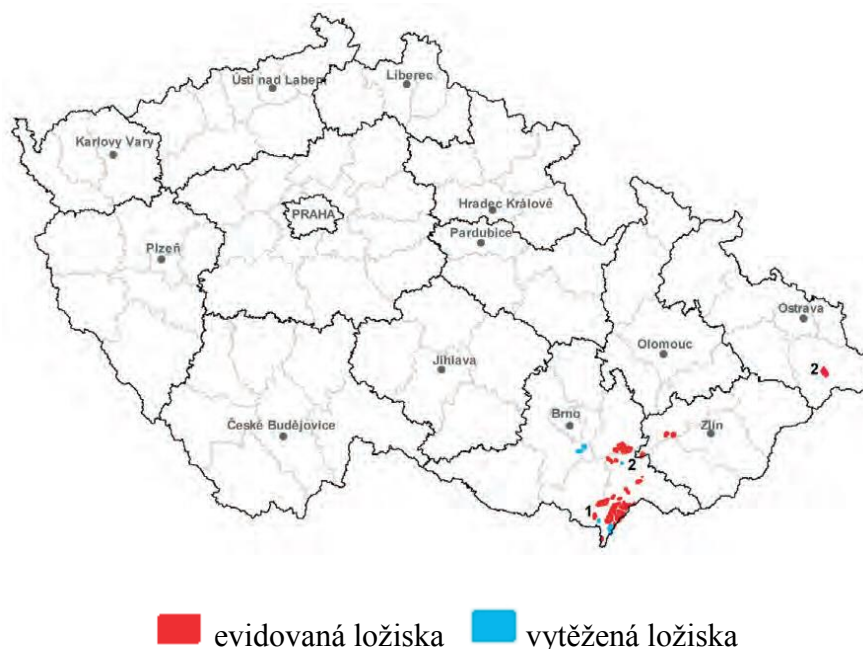 Ústí nad Labem
Liberec
Karlovy Vary
Hradec Králové
PRAHA
Pardubice
Plzeň
Ostrava
Olomouc
Jihlava
2
Brno
Zlín
České Budějovice
2
1
evidovaná ložiska vytěžená ložiska